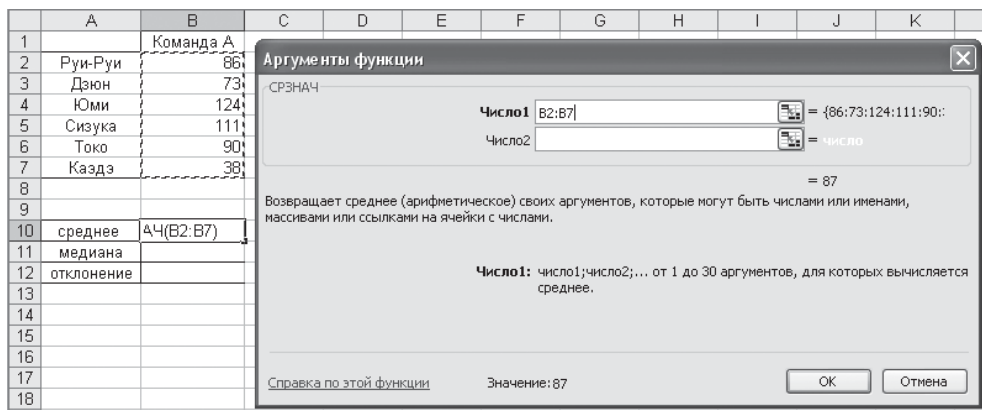 A B C D E F G H I J K
1 Команда А
2 Руи-Руи 86
3 Дзюн 73
4 Юми 124
5 Сизука 111
6 Токо 90
7 Каэдэ 38
8
9
10 среднее АЧ(B2:B7)
11 медиана
12 отклонение
13
14
15
16
17
18
Аргументы функции
СРЗНАЧ
Число1 B2:B7 = {86:73:124:111:90:
Число2 = число
= 87
Возвращает среднее (арифметическое) своих аргументов, которые могут быть числами или именами,
массивами или ссылками на ячейки с числами.
Число1: число1;число2;... от 1 до 30 аргументов, для которых вычисляется
среднее.
Справка по этой функции Значение:87 OK Отмена